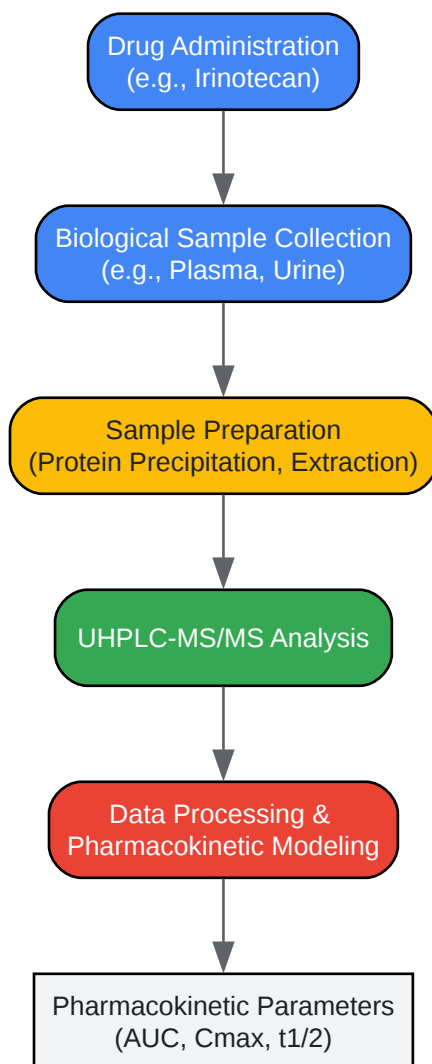 Drug Administration
(e.g., Irinotecan)
Biological Sample Collection
(e.g., Plasma, Urine)
Sample Preparation
(Protein Precipitation, Extraction)
UHPLC-MS/MS Analysis
Data Processing &
Pharmacokinetic Modeling
Pharmacokinetic Parameters
(AUC, Cmax, t1/2)